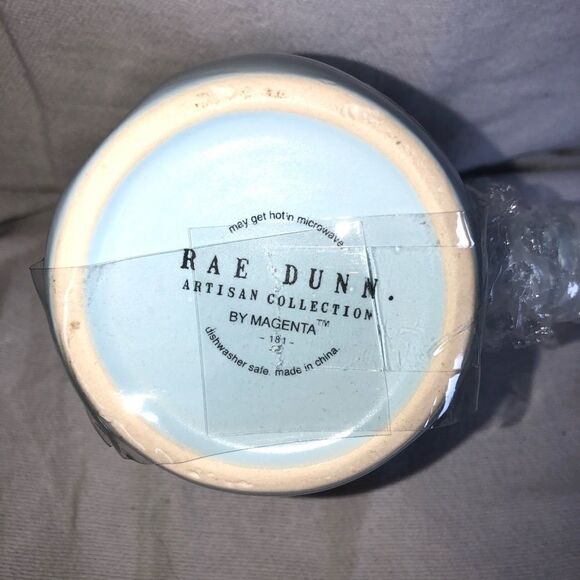 may get hot in microwave
RAE DUNN.
ARTISAN COLLECTION
BY MAGENTA™
- 181 -
dishwasher safe. made in china.